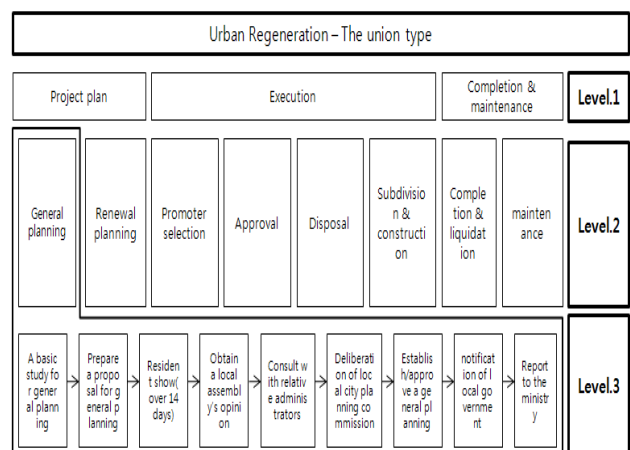 Urban Regeneration – The union type
Project plan
Execution
Completion &
maintenance
Level.1
General
planning
Renewal
planning
Promoter
selection
Approval
Disposal
Subdivisio
n &
constructi
on
Comple
tion &
liquidat
ion
mainten
ance
Level.2
A basic
study fo
r gener
al plann
ing
Prepar
e a propo
sal for g
eneral p
lanning
Residen
t show(
over 14
days)
Obtain
a local
assembl
y's opini
on
Consult w
ith relativ
e adminis
trators
Deliberati
on of loc
al city pla
nning co
mmission
Establis
h/appro
ve a ge
neral pl
anning
notificat
ion of l
ocal go
vernme
nt
Report
to the
ministr
y
Level.3